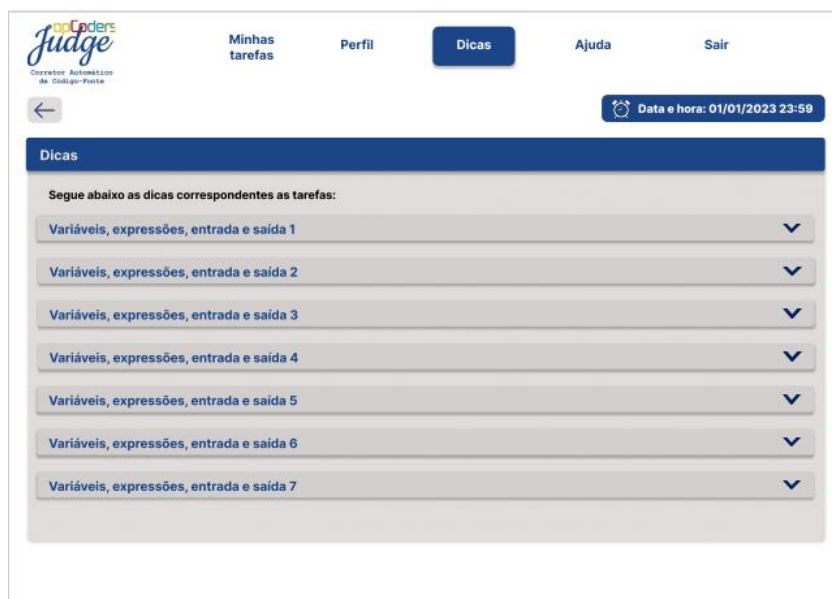 opCoders
Judge
Corretor Automático
de Código-Fonte
Minhas
tarefas
Perfil
Dicas
Ajuda
Sair
Data e hora: 01/01/2023 23:59
Dicas
Segue abaixo as dicas correspondentes as tarefas:
Variáveis, expressões, entrada e saída 1
Variáveis, expressões, entrada e saída 2
Variáveis, expressões, entrada e saída 3
Variáveis, expressões, entrada e saída 4
Variáveis, expressões, entrada e saída 5
Variáveis, expressões, entrada e saída 6
Variáveis, expressões, entrada e saída 7